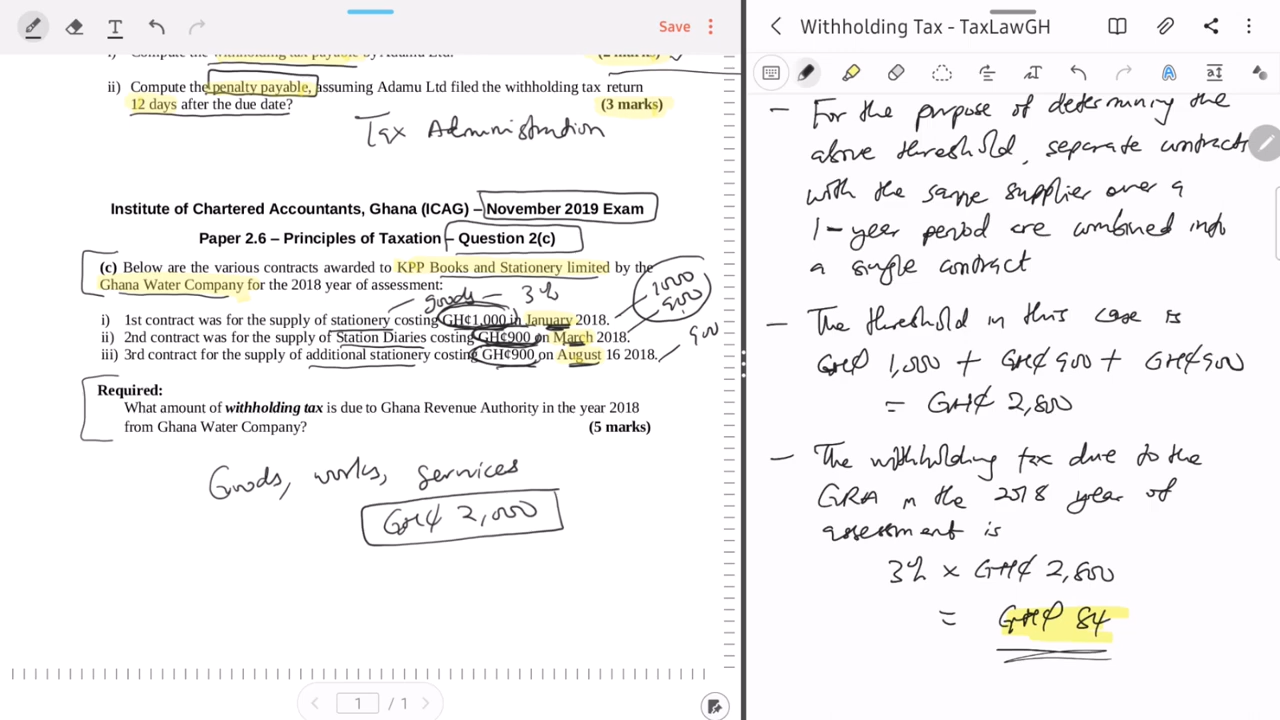 Save
i) Compute the withholding tax payable by Adamu Ltd. (2 marks)
ii) Compute the penalty payable, assuming Adamu Ltd filed the withholding tax return
12 days after the due date? (3 marks)
Tax Administration
Institute of Chartered Accountants, Ghana (ICAG) – November 2019 Exam
Paper 2.6 – Principles of Taxation – Question 2(c)
(c) Below are the various contracts awarded to KPP Books and Stationery limited by the
Ghana Water Company for the 2018 year of assessment:
goods – 3%
1000
900
900
i) 1st contract was for the supply of stationery costing GH¢1,000 in January 2018.
ii) 2nd contract was for the supply of Station Diaries costing GH¢900 on March 2018.
iii) 3rd contract for the supply of additional stationery costing GH¢900 on August 16 2018.
Required:
What amount of withholding tax is due to Ghana Revenue Authority in the year 2018
from Ghana Water Company? (5 marks)
Goods, works, services
GH¢ 2,000
1 / 1
Withholding Tax - TaxLawGH
– For the purpose of determining the
above threshold, separate contracts
with the same supplier over a
1-year period are combined into
a single contract
– The threshold in this case is
GH¢ 1,000 + GH¢ 900 + GH¢ 900
= GH¢ 2,800
– The withholding tax due to the
GRA in the 2018 year of
assessment is
3% × GH¢ 2,800
= GH¢ 84